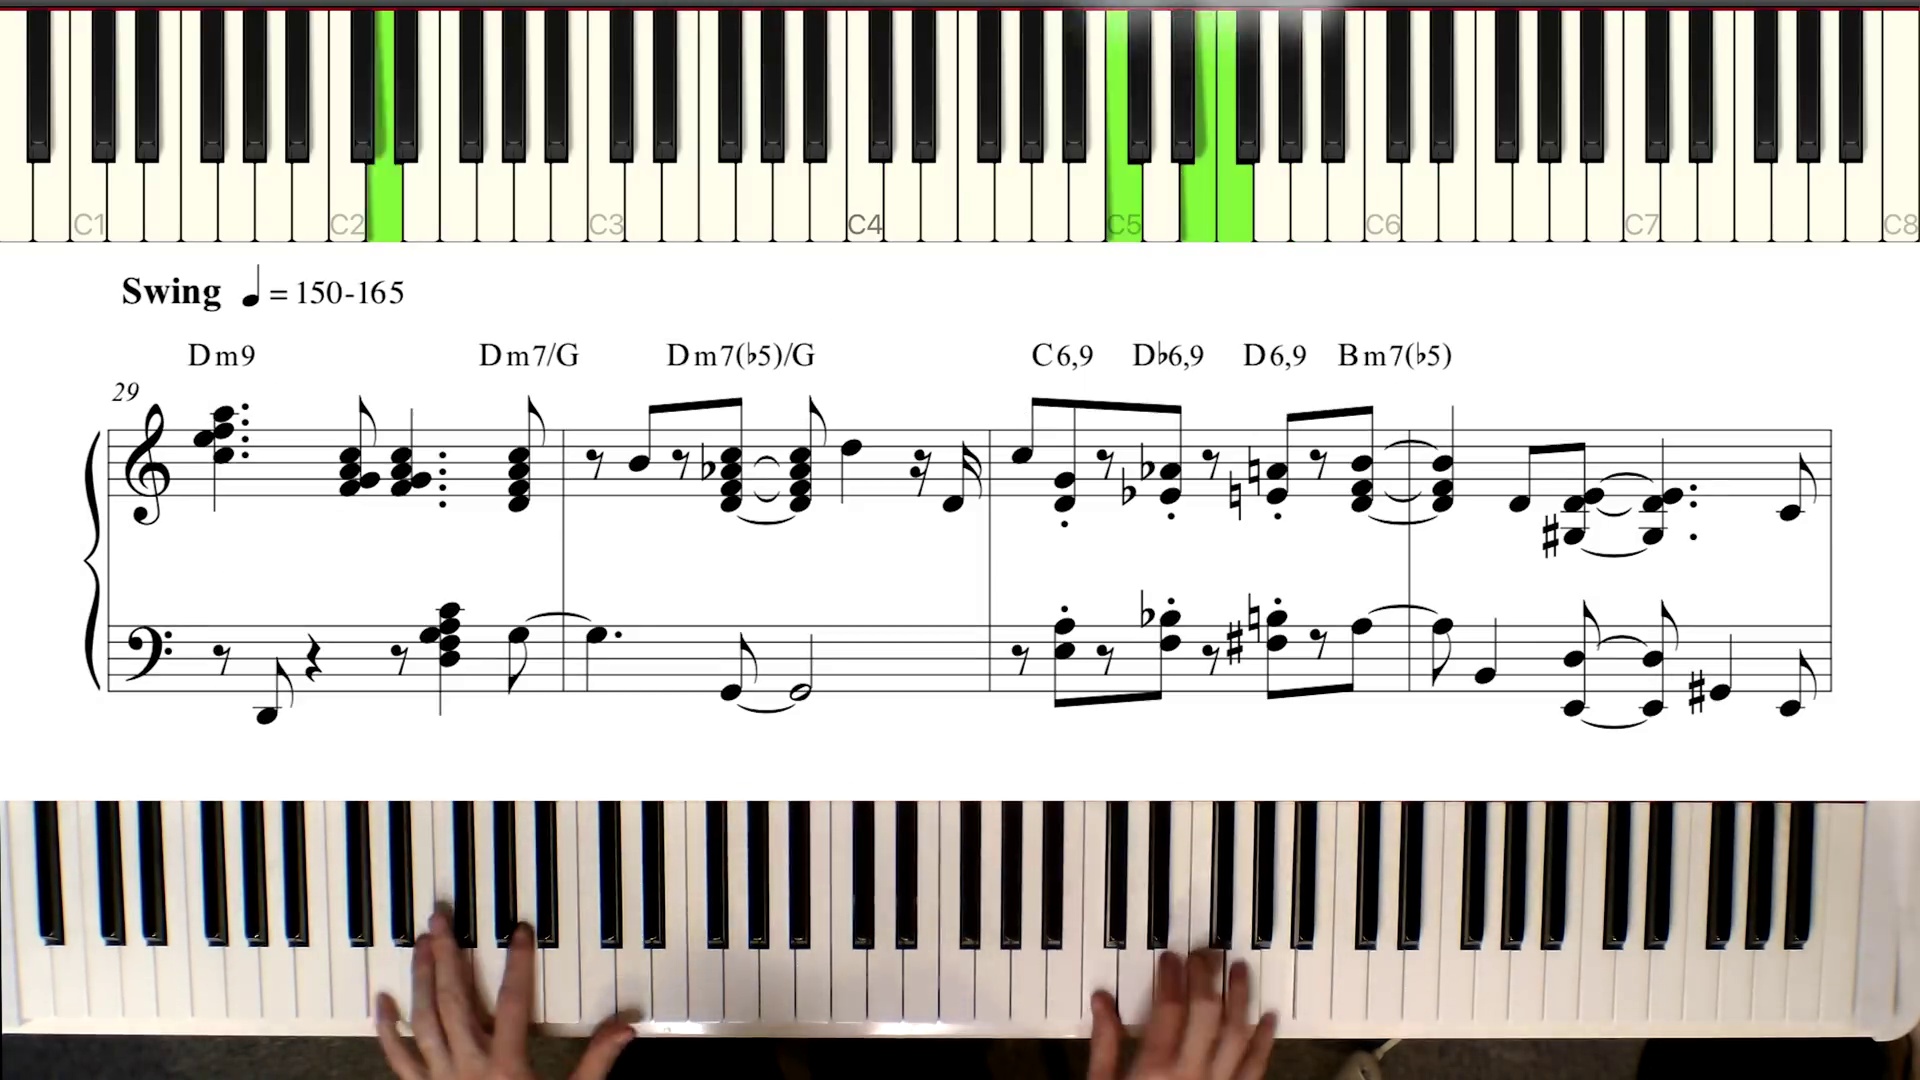 C1 C2 C3 C4 C5 C6 C7 C8
Swing ♩ = 150-165
Dm9 Dm7/G Dm7(♭5)/G C6,9 D♭6,9 D6,9 Bm7(♭5)
29